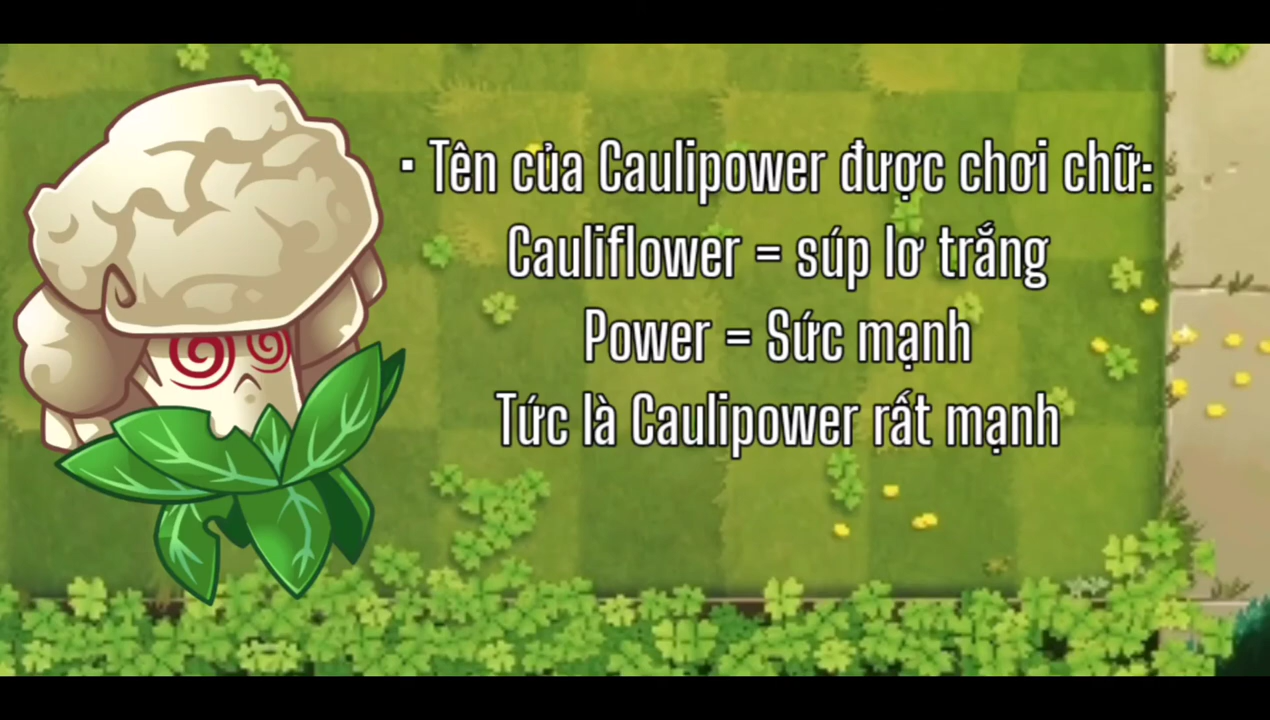 • Tên của Caulipower được chơi chữ:
Cauliflower = súp lơ trắng
Power = Sức mạnh
Tức là Caulipower rất mạnh